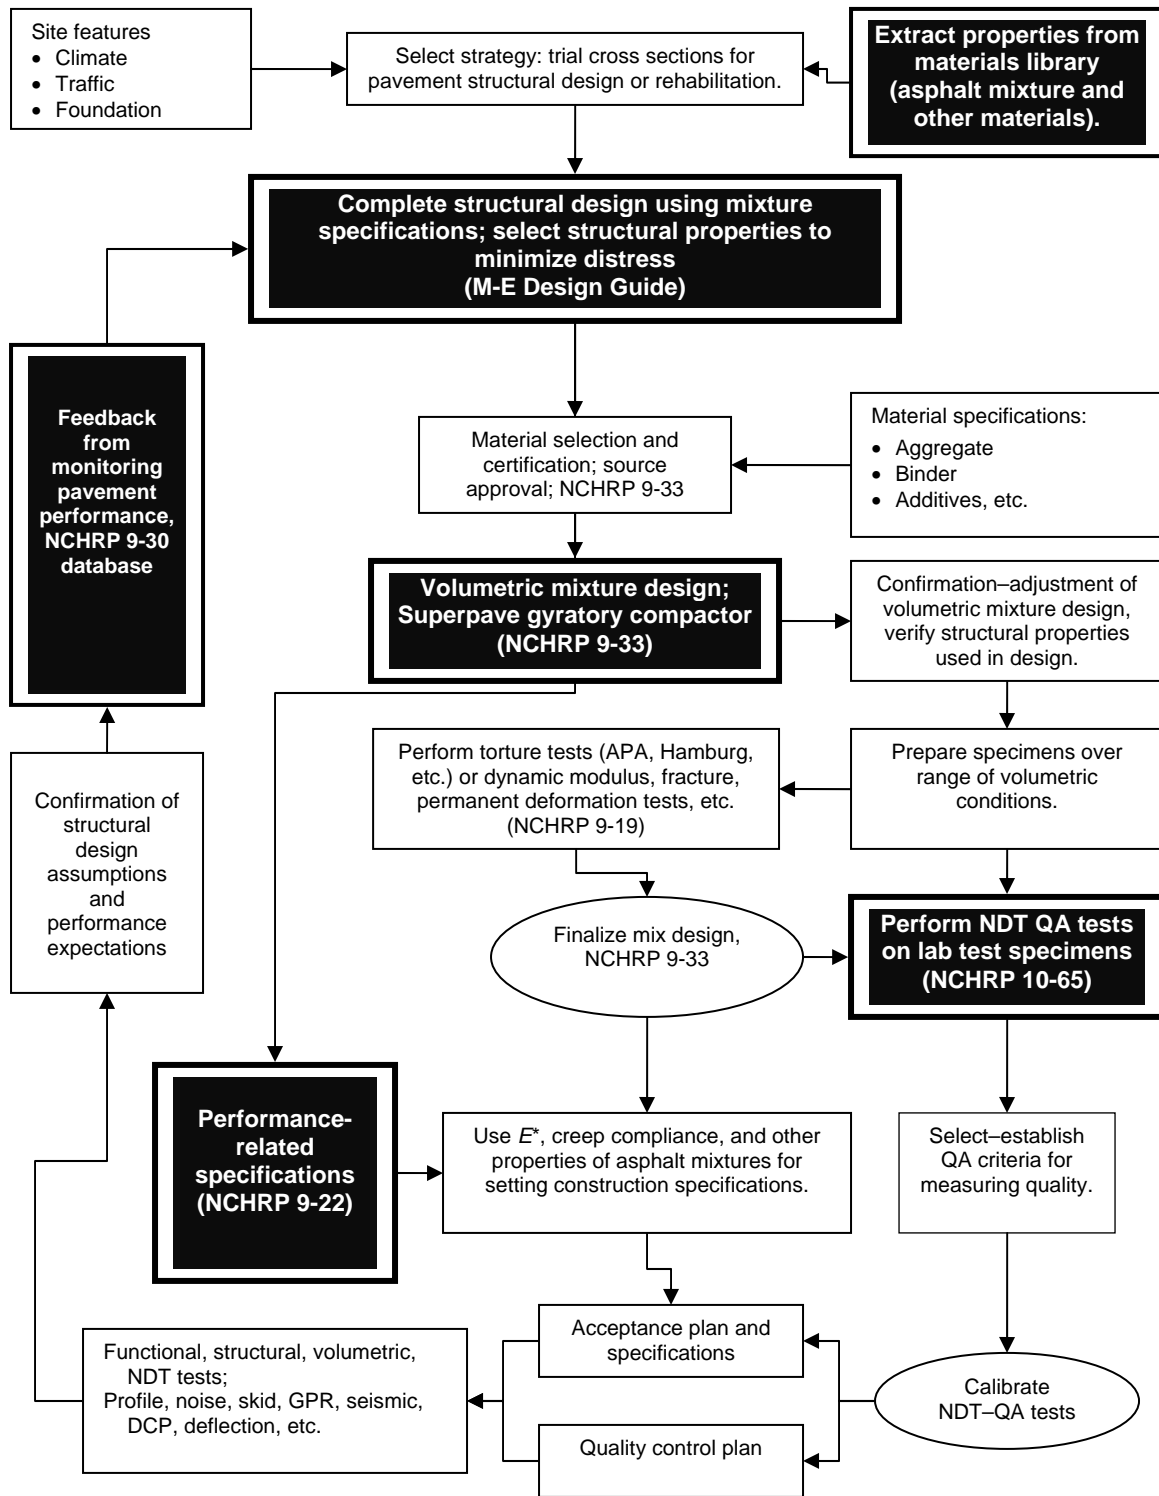 Site features
• Climate
• Traffic
• Foundation
Select strategy: trial cross sections for
pavement structural design or rehabilitation.
Extract properties from
materials library
(asphalt mixture and
other materials).
Complete structural design using mixture
specifications; select structural properties to
minimize distress
(M-E Design Guide)
Feedback
from
monitoring
pavement
performance,
NCHRP 9-30
database
Material selection and
certification; source
approval; NCHRP 9-33
Material specifications:
• Aggregate
• Binder
• Additives, etc.
Volumetric mixture design;
Superpave gyratory compactor
(NCHRP 9-33)
Confirmation–adjustment of
volumetric mixture design,
verify structural properties
used in design.
Confirmation of
structural
design
assumptions
and
performance
expectations
Perform torture tests (APA, Hamburg,
etc.) or dynamic modulus, fracture,
permanent deformation tests, etc.
(NCHRP 9-19)
Prepare specimens over
range of volumetric
conditions.
Finalize mix design,
NCHRP 9-33
Perform NDT QA tests
on lab test specimens
(NCHRP 10-65)
Performance-
related
specifications
(NCHRP 9-22)
Use E*, creep compliance, and other
properties of asphalt mixtures for
setting construction specifications.
Select–establish
QA criteria for
measuring quality.
Functional, structural, volumetric,
NDT tests;
Profile, noise, skid, GPR, seismic,
DCP, deflection, etc.
Acceptance plan and
specifications
Quality control plan
Calibrate
NDT–QA tests